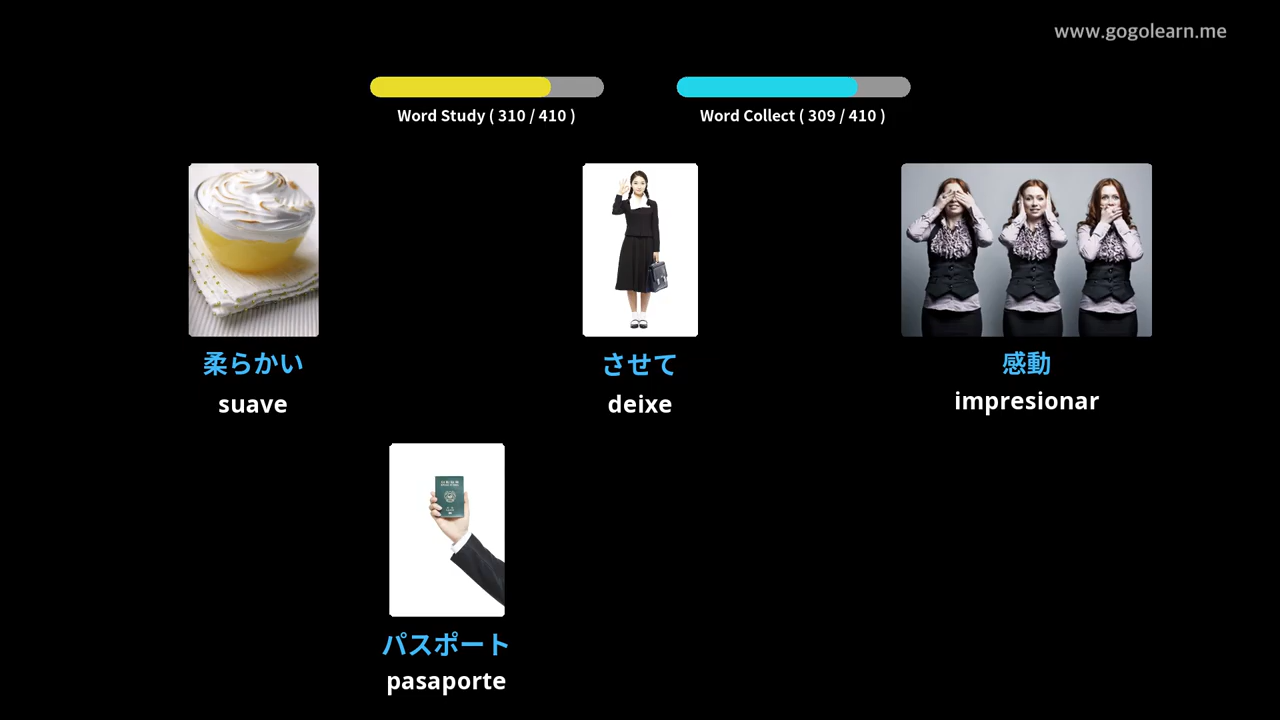 www.gogolearn.me
Word Study ( 310 / 410 )
Word Collect ( 309 / 410 )
柔らかい
suave
させて
deixe
感動
impresionar
パスポート
pasaporte